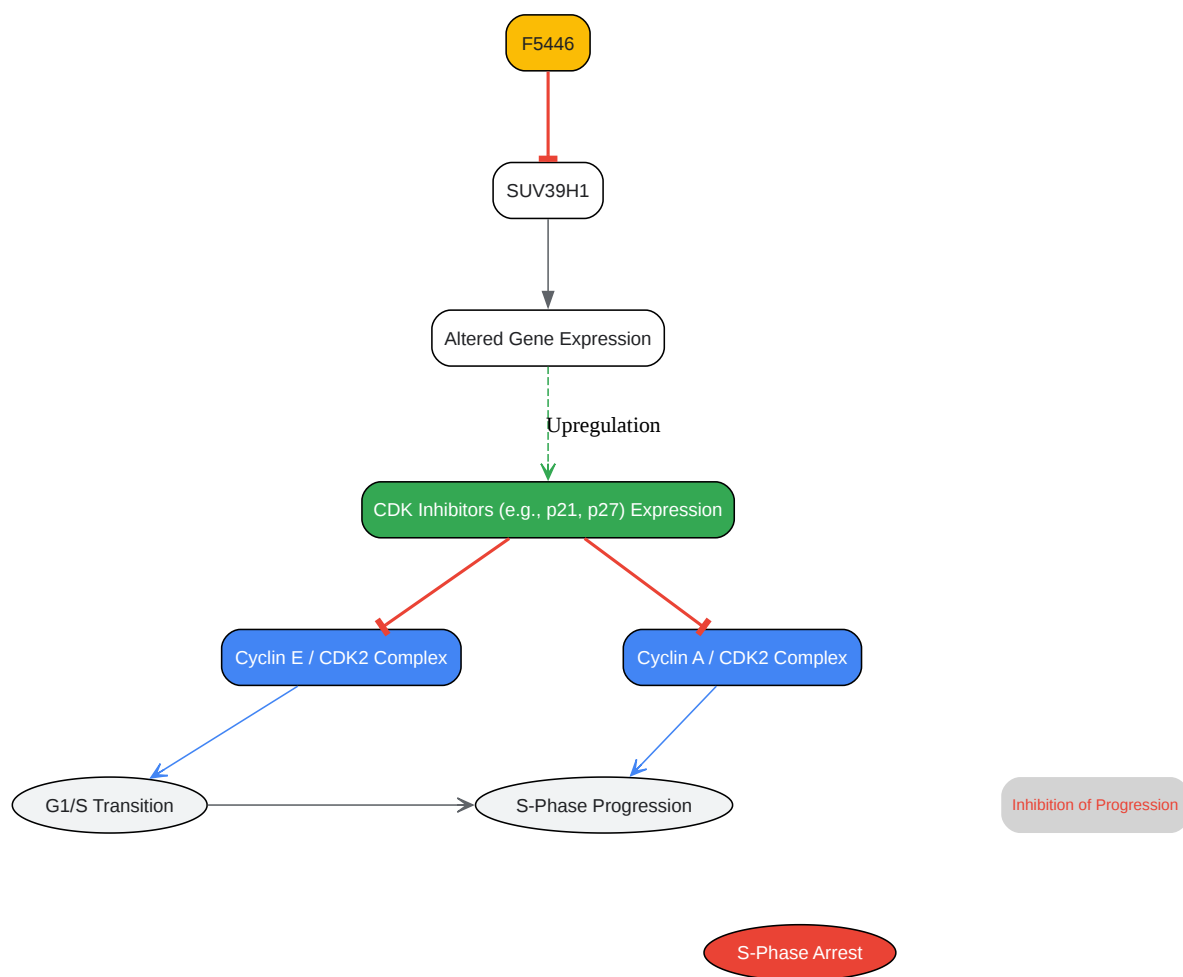 F5446
SUV39H1
Altered Gene Expression
Upregulation
CDK Inhibitors (e.g., p21, p27) Expression
Cyclin E / CDK2 Complex
Cyclin A / CDK2 Complex
G1/S Transition
S-Phase Progression
Inhibition of Progression
S-Phase Arrest